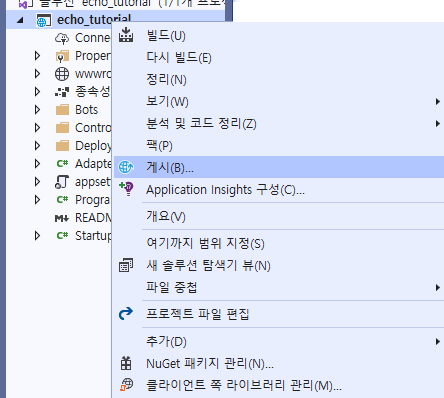 솔루션 'echo_tutorial' (1/1개 프로
echo_tutorial
Conne
Proper
wwwro
종속성
Bots
Contro
Deploy
Adapte
appsett
Progra
READM
Startup
빌드(U)
다시 빌드(E)
정리(N)
보기(W)
분석 및 코드 정리(Z)
팩(P)
게시(B)...
Application Insights 구성(C)...
개요(V)
여기까지 범위 지정(S)
새 솔루션 탐색기 뷰(N)
파일 중첩
프로젝트 파일 편집
추가(D)
NuGet 패키지 관리(N)...
클라이언트 쪽 라이브러리 관리(M)...